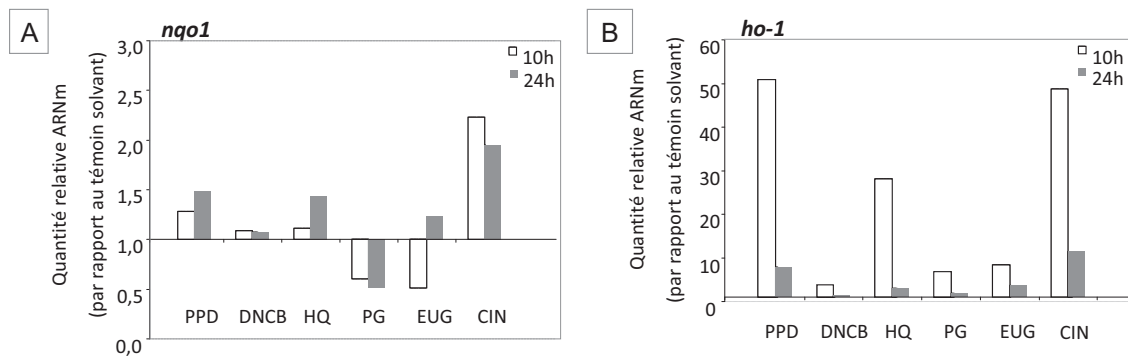 A
nqo1
Quantité relative ARNm
(par rapport au témoin solvant)
3,0
2,5
2,0
1,5
1,0
0,5
0,0
10h
24h
PPD DNCB HQ PG EUG CIN
B
ho-1
Quantité relative ARNm
(par rapport au témoin solvant)
60
50
40
30
20
10
0
10h
24h
PPD DNCB HQ PG EUG CIN